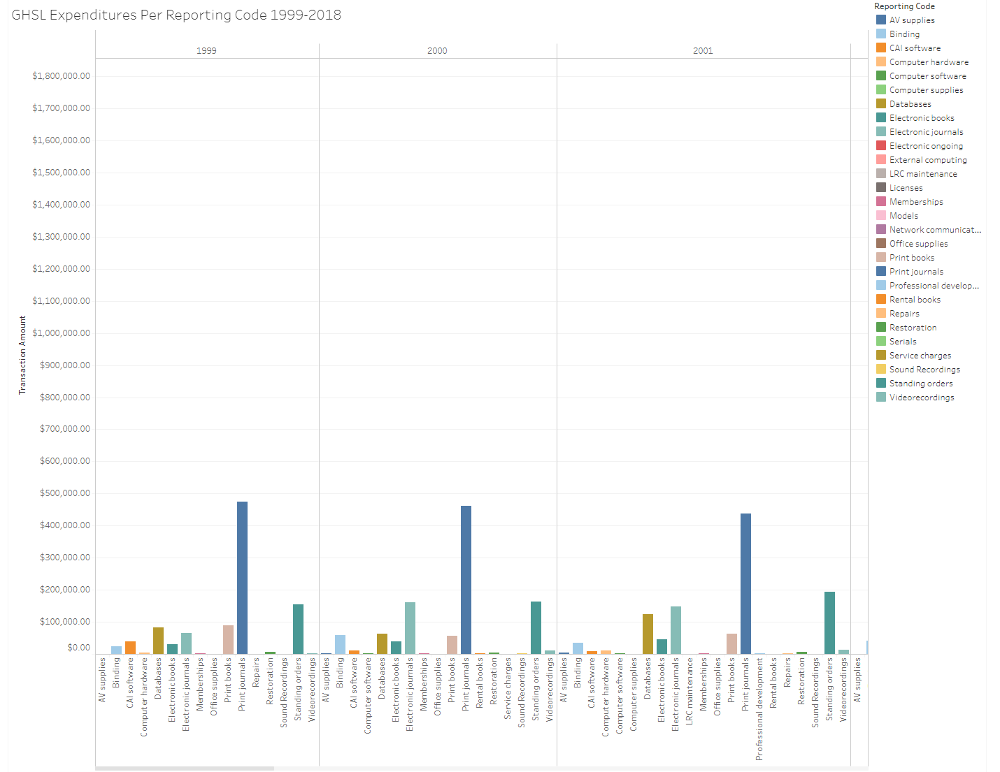 GHSL Expenditures Per Reporting Code 1999-2018
1999
2000
2001
$1,800,000.00
$1,700,000.00
$1,600,000.00
$1,500,000.00
$1,400,000.00
$1,300,000.00
$1,200,000.00
$1,100,000.00
$1,000,000.00
$900,000.00
$800,000.00
$700,000.00
$600,000.00
$500,000.00
$400,000.00
$300,000.00
$200,000.00
$100,000.00
$0.00
Transaction Amount
AV supplies
Binding
CAI software
Computer hardware
Databases
Electronic books
Electronic journals
Memberships
Office supplies
Print books
Print journals
Repairs
Restoration
Sound Recordings
Standing orders
Videorecordings
AV supplies
Binding
CAI software
Computer software
Databases
Electronic books
Electronic journals
Memberships
Office supplies
Print books
Print journals
Rental books
Restoration
Service charges
Sound Recordings
Standing orders
Videorecordings
AV supplies
Binding
CAI software
Computer hardware
Computer software
Computer supplies
Databases
Electronic books
Electronic journals
LRC maintenance
Memberships
Office supplies
Print books
Print journals
Professional development
Rental books
Repairs
Restoration
Sound Recordings
Standing orders
Videorecordings
AV supplies
Reporting Code
AV supplies
Binding
CAI software
Computer hardware
Computer software
Computer supplies
Databases
Electronic books
Electronic journals
Electronic ongoing
External computing
LRC maintenance
Licenses
Memberships
Models
Network communicat...
Office supplies
Print books
Print journals
Professional develop...
Rental books
Repairs
Restoration
Serials
Service charges
Sound Recordings
Standing orders
Videorecordings